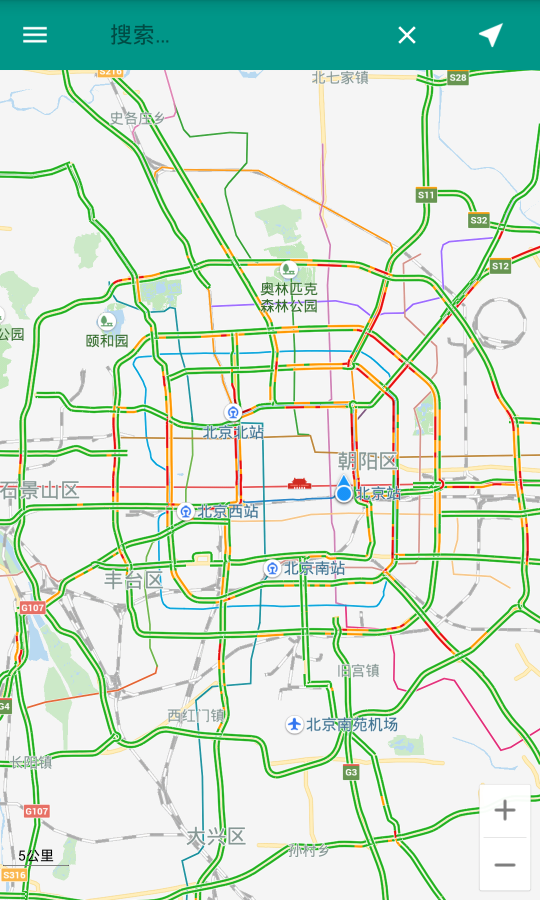 搜索...
S216
北七家镇
S28
史各庄乡
S11
S32
S12
奥林匹克
森林公园
公园
颐和园
北京北站
朝阳区
石景山区
北京站
北京西站
北京南站
丰台区
G107
旧宫镇
G4
西红门镇
北京南苑机场
长阳镇
G3
G107
大兴区
孙村乡
5公里
S316